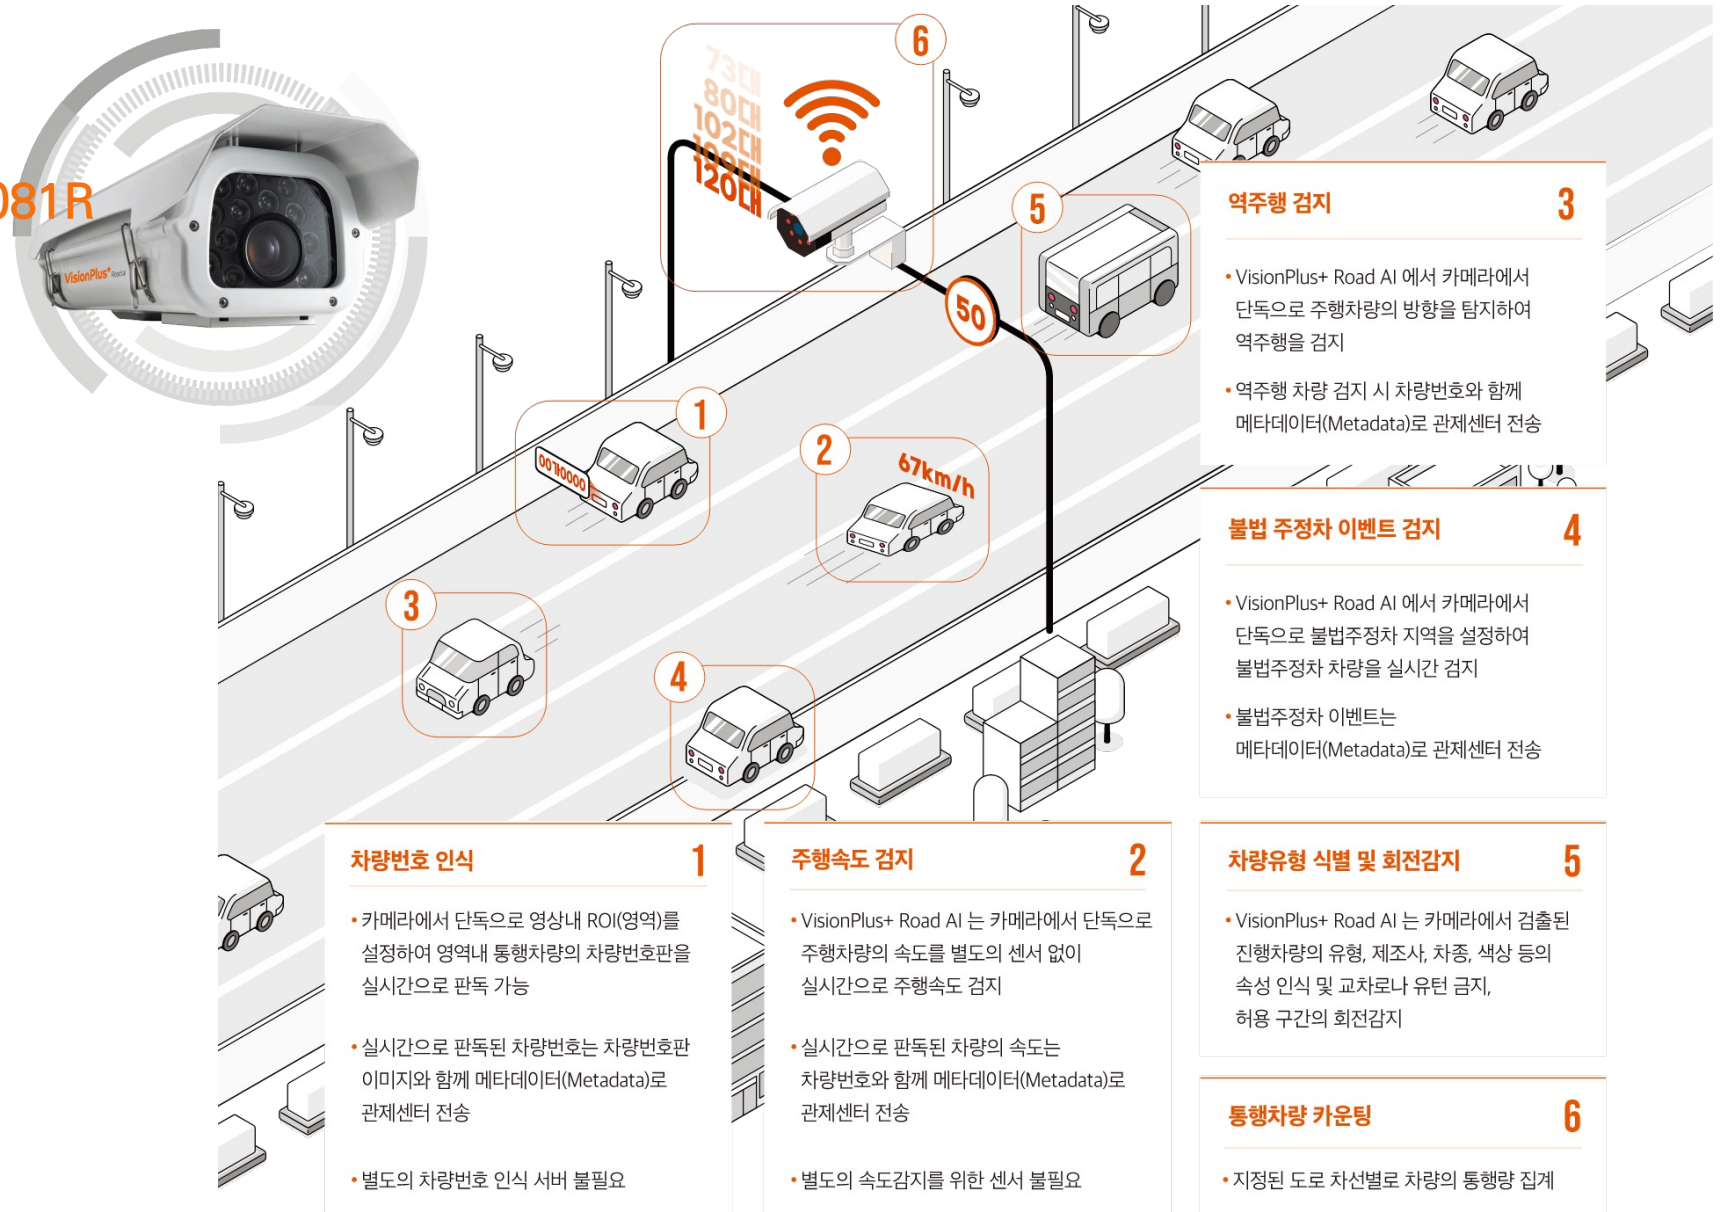 081R
VisionPlus+
73대
80대
102대
120대
6
5
50
1
00가0000
2
67km/h
3
4
역주행 검지 3
• VisionPlus+ Road AI 에서 카메라에서
단독으로 주행차량의 방향을 탐지하여
역주행을 검지
• 역주행 차량 검지 시 차량번호와 함께
메타데이터(Metadata)로 관제센터 전송
불법 주정차 이벤트 검지 4
• VisionPlus+ Road AI 에서 카메라에서
단독으로 불법주정차 지역을 설정하여
불법주정차 차량을 실시간 검지
• 불법주정차 이벤트는
메타데이터(Metadata)로 관제센터 전송
차량번호 인식 1
• 카메라에서 단독으로 영상내 ROI(영역)를
설정하여 영역내 통행차량의 차량번호판을
실시간으로 판독 가능
• 실시간으로 판독된 차량번호는 차량번호판
이미지와 함께 메타데이터(Metadata)로
관제센터 전송
• 별도의 차량번호 인식 서버 불필요
주행속도 검지 2
• VisionPlus+ Road AI 는 카메라에서 단독으로
주행차량의 속도를 별도의 센서 없이
실시간으로 주행속도 검지
• 실시간으로 판독된 차량의 속도는
차량번호와 함께 메타데이터(Metadata)로
관제센터 전송
• 별도의 속도감지를 위한 센서 불필요
차량유형 식별 및 회전감지 5
• VisionPlus+ Road AI 는 카메라에서 검출된
진행차량의 유형, 제조사, 차종, 색상 등의
속성 인식 및 교차로나 유턴 금지,
허용 구간의 회전감지
통행차량 카운팅 6
• 지정된 도로 차선별로 차량의 통행량 집계